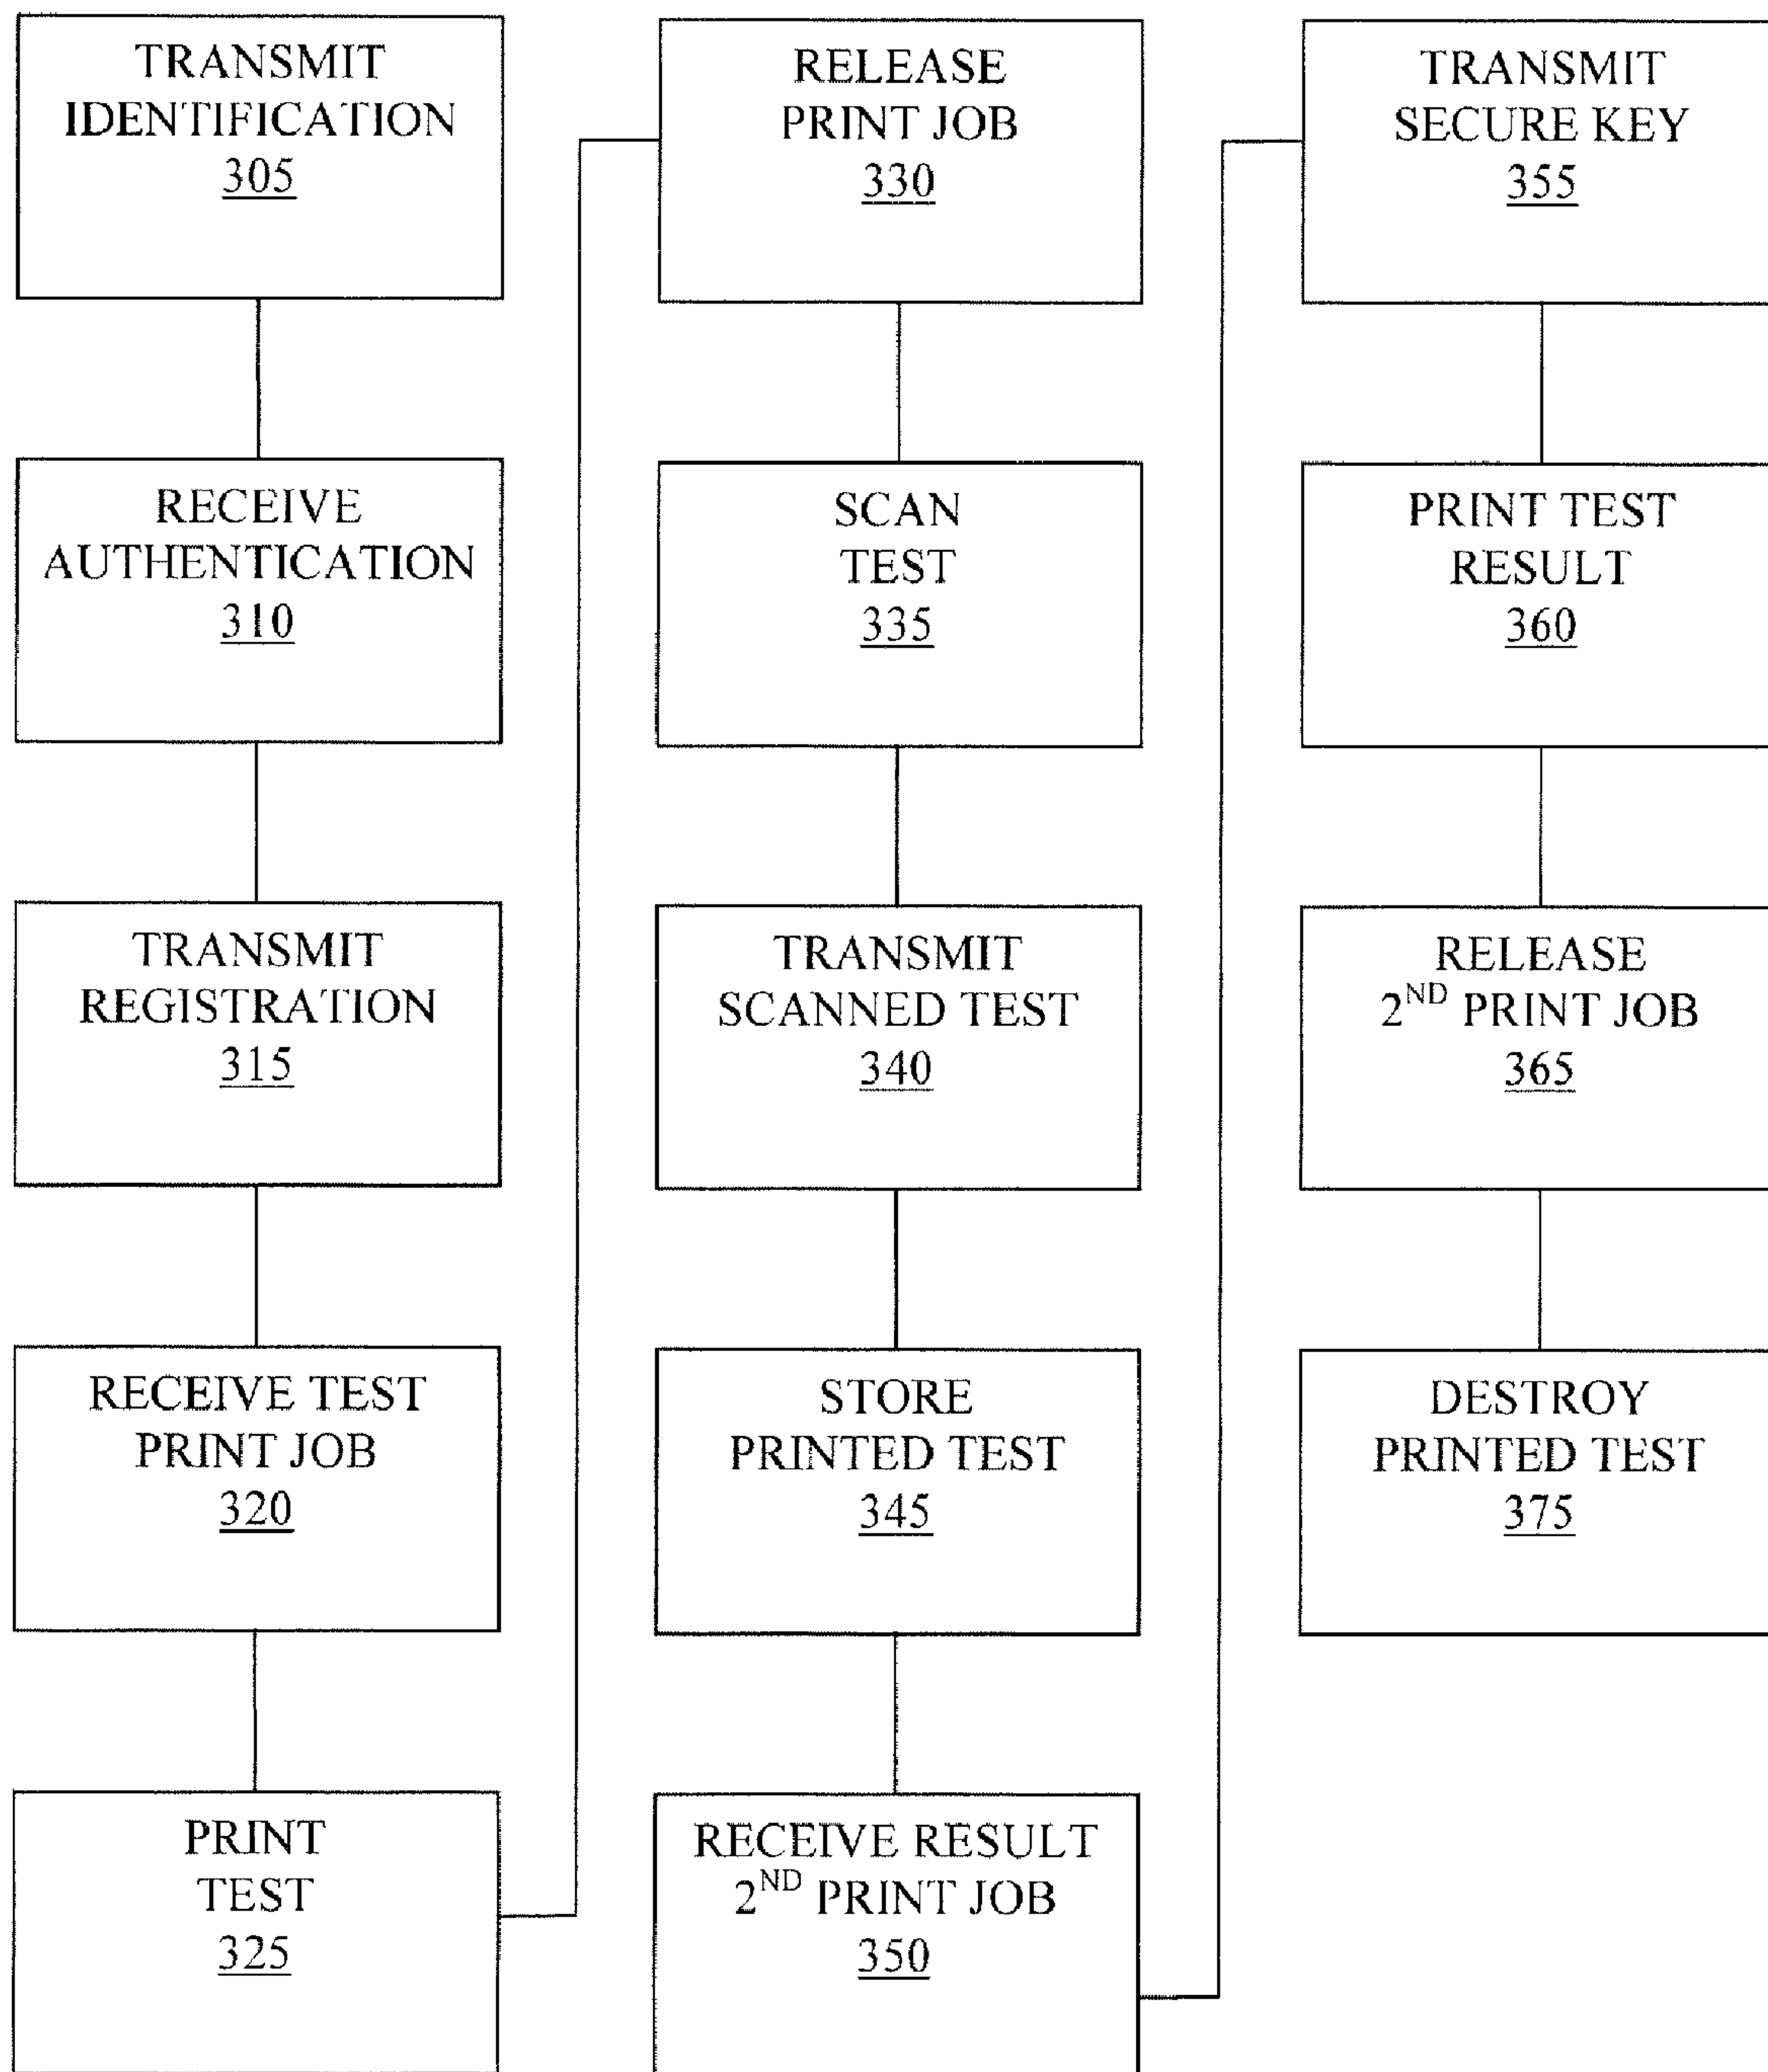 TRANSMIT
IDENTIFICATION
305
RECEIVE
AUTHENTICATION
310
TRANSMIT
REGISTRATION
315
RECEIVE TEST
PRINT JOB
320
PRINT
TEST
325
RELEASE
PRINT JOB
330
SCAN
TEST
335
TRANSMIT
SCANNED TEST
340
STORE
PRINTED TEST
345
RECEIVE RESULT
2ND PRINT JOB
350
TRANSMIT
SECURE KEY
355
PRINT TEST
RESULT
360
RELEASE
2ND PRINT JOB
365
DESTROY
PRINTED TEST
375